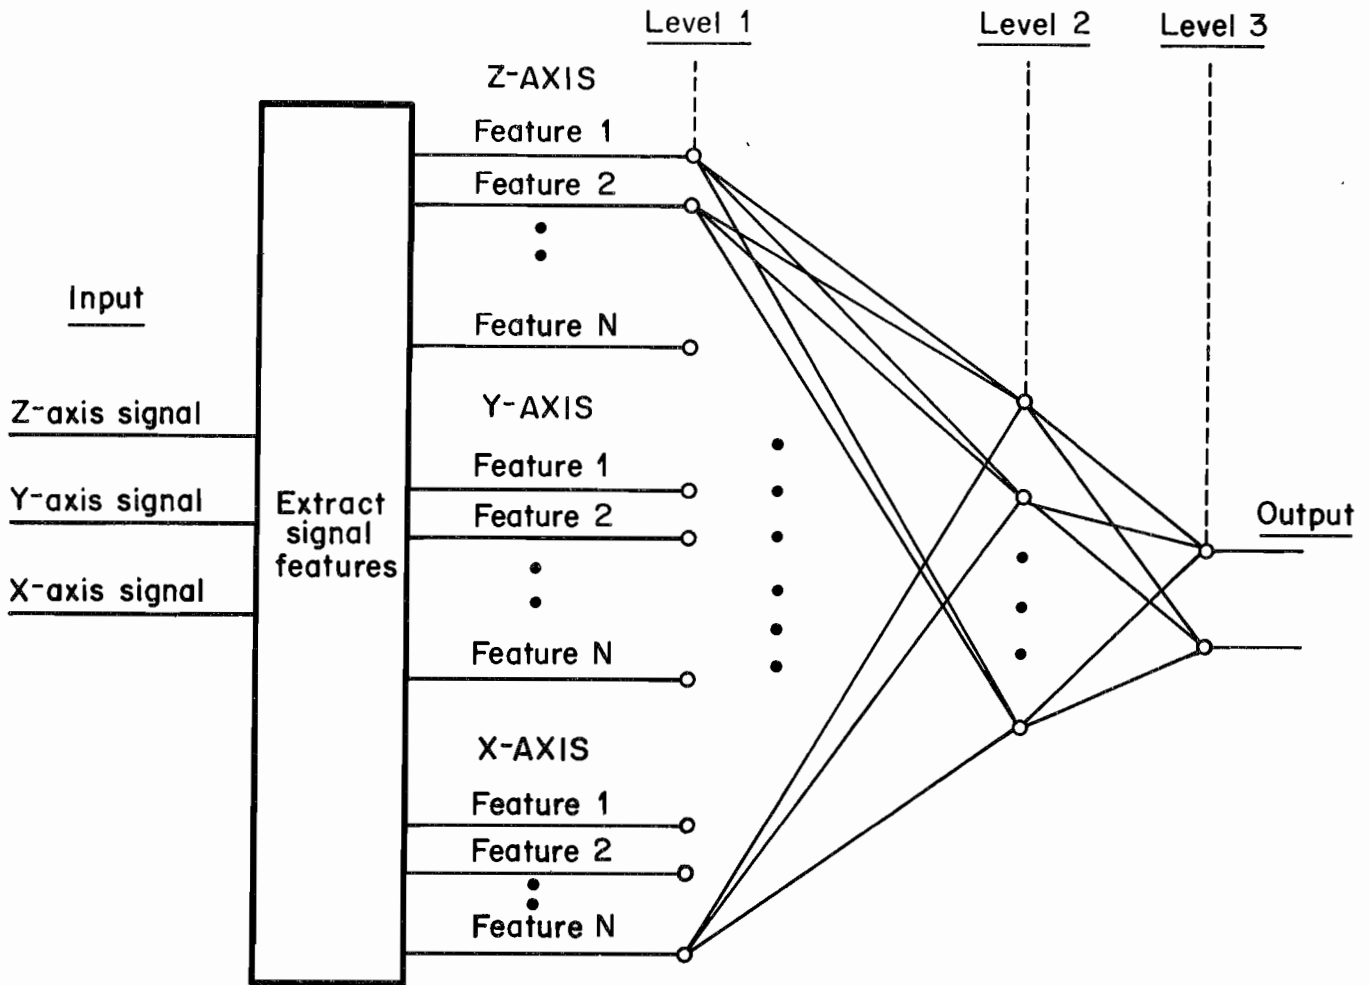 Level 1
Level 2
Level 3
Z-AXIS
Feature 1
Feature 2
Feature N
Input
Z-axis signal
Y-axis signal
X-axis signal
Extract
signal
features
Y-AXIS
Feature 1
Feature 2
Feature N
X-AXIS
Feature 1
Feature 2
Feature N
Output